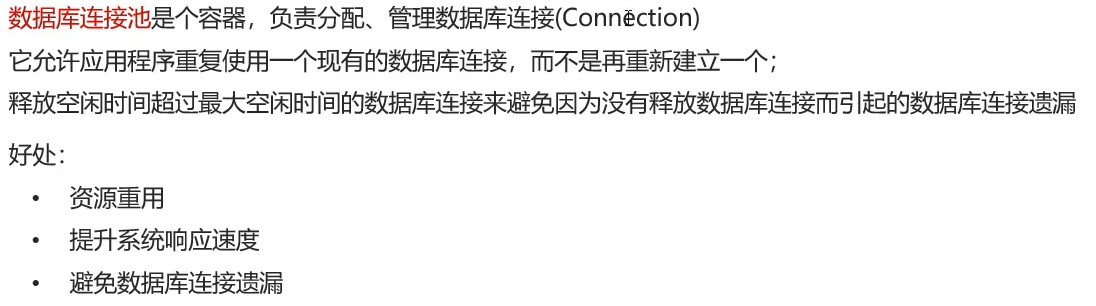 数据库连接池是个容器，负责分配、管理数据库连接(Connection)
它允许应用程序重复使用一个现有的数据库连接，而不是再重新建立一个；
释放空闲时间超过最大空闲时间的数据库连接来避免因为没有释放数据库连接而引起的数据库连接遗漏
好处：
• 资源重用
• 提升系统响应速度
• 避免数据库连接遗漏